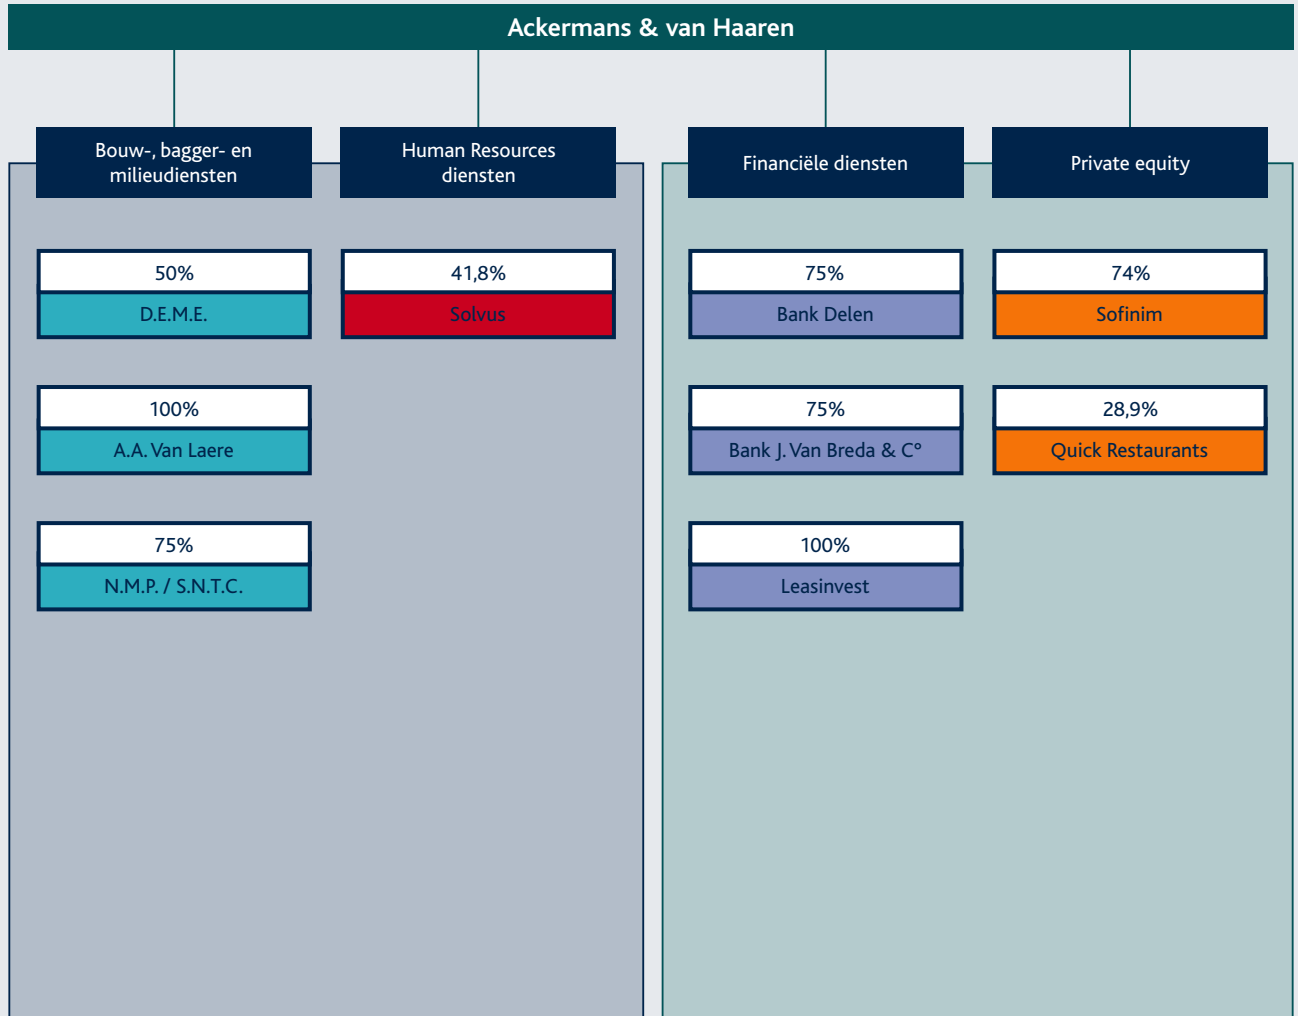 Ackermans & van Haaren
Bouw-, bagger- en
milieudiensten
Human Resources
diensten
Financiële diensten
Private equity
50%
D.E.M.E.
41,8%
Solvus
75%
Bank Delen
74%
Sofinim
100%
A.A. Van Laere
75%
Bank J. Van Breda & C°
28,9%
Quick Restaurants
75%
N.M.P. / S.N.T.C.
100%
Leasinvest